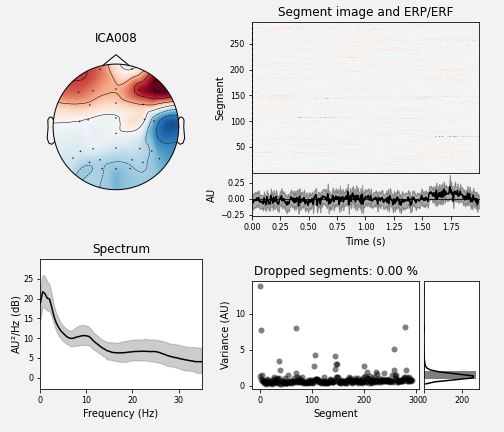 ICA008
Segment image and ERP/ERF
250
200
150
100
50
Segment
0.25
0.00
−0.25
AU
0.00 0.25 0.50 0.75 1.00 1.25 1.50 1.75
Time (s)
Spectrum
25
20
15
10
5
0
AU²/Hz (dB)
0 10 20 30
Frequency (Hz)
Dropped segments: 0.00 %
10
5
0
Variance (AU)
0 100 200 300
Segment
0 200